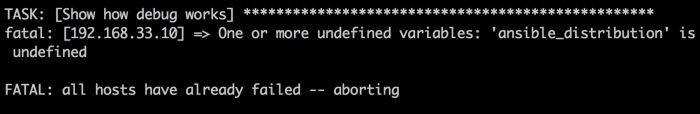 TASK: [Show how debug works] **************************************************
fatal: [192.168.33.10] => One or more undefined variables: 'ansible_distribution' is
undefined
FATAL: all hosts have already failed -- aborting